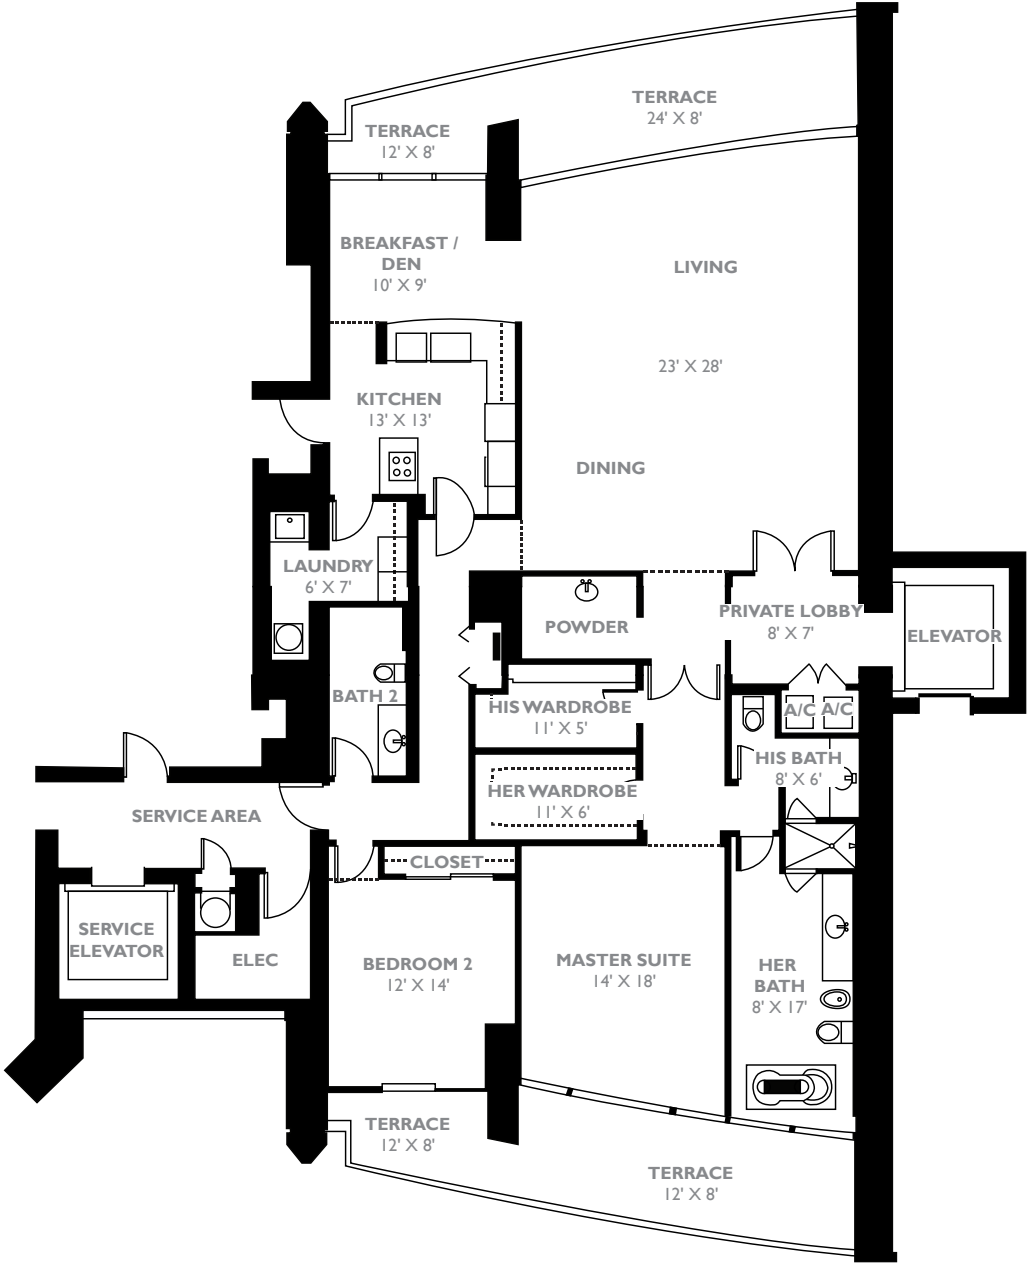 TERRACE
24' X 8'
TERRACE
12' X 8'
BREAKFAST /
DEN
10' X 9'
LIVING
23' X 28'
KITCHEN
13' X 13'
DINING
LAUNDRY
6' X 7'
POWDER
PRIVATE LOBBY
8' X 7'
ELEVATOR
BATH 2
HIS WARDROBE
11' X 5'
A/C A/C
HIS BATH
8' X 6'
HER WARDROBE
11' X 6'
SERVICE AREA
CLOSET
SERVICE
ELEVATOR
ELEC
BEDROOM 2
12' X 14'
MASTER SUITE
14' X 18'
HER
BATH
8' X 17'
TERRACE
12' X 8'
TERRACE
12' X 8'